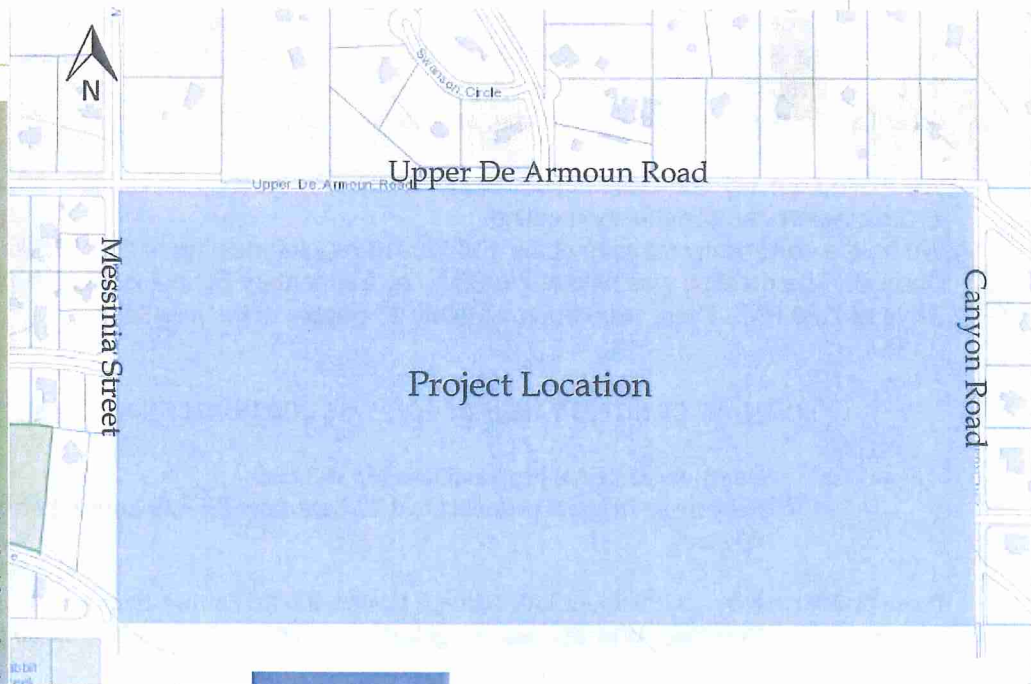 N
Swanson Circle
Upper De Armoun Road
Upper De Armoun Road
Messinia Street
Canyon Road
Project Location